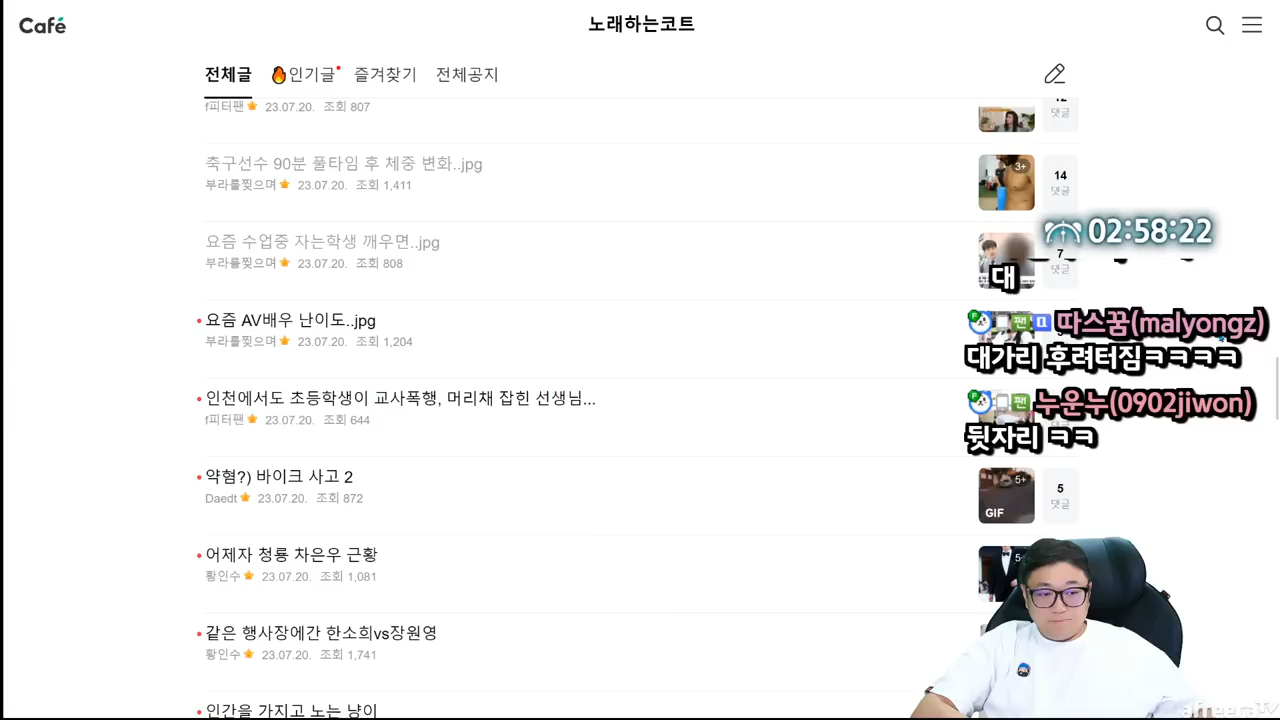 Café
노래하는코트
전체글
인기글
즐겨찾기
전체공지
f피터팬 23.07.20. 조회 807
12
댓글
축구선수 90분 풀타임 후 체중 변화..jpg
부라를찢으며 23.07.20. 조회 1,411
3+
14
댓글
02:58:22
요즘 수업중 자는학생 깨우면..jpg
부라를찢으며 23.07.20. 조회 808
7
댓글
대
요즘 AV배우 난이도..jpg
부라를찢으며 23.07.20. 조회 1,204
팬 따스꿈(malyongz)
대가리 후려터짐ㅋㅋㅋㅋ
인천에서도 초등학생이 교사폭행, 머리채 잡힌 선생님...
f피터팬 23.07.20. 조회 644
팬 누운누(0902jiwon)
뒷자리 ㅋㅋ
약혐?) 바이크 사고 2
Daedt 23.07.20. 조회 872
5+
GIF
5
댓글
어제자 청룡 차은우 근황
황인수 23.07.20. 조회 1,081
같은 행사장에간 한소희vs장원영
황인수 23.07.20. 조회 1,741
인간을 가지고 노는 냥이
afreecaTV